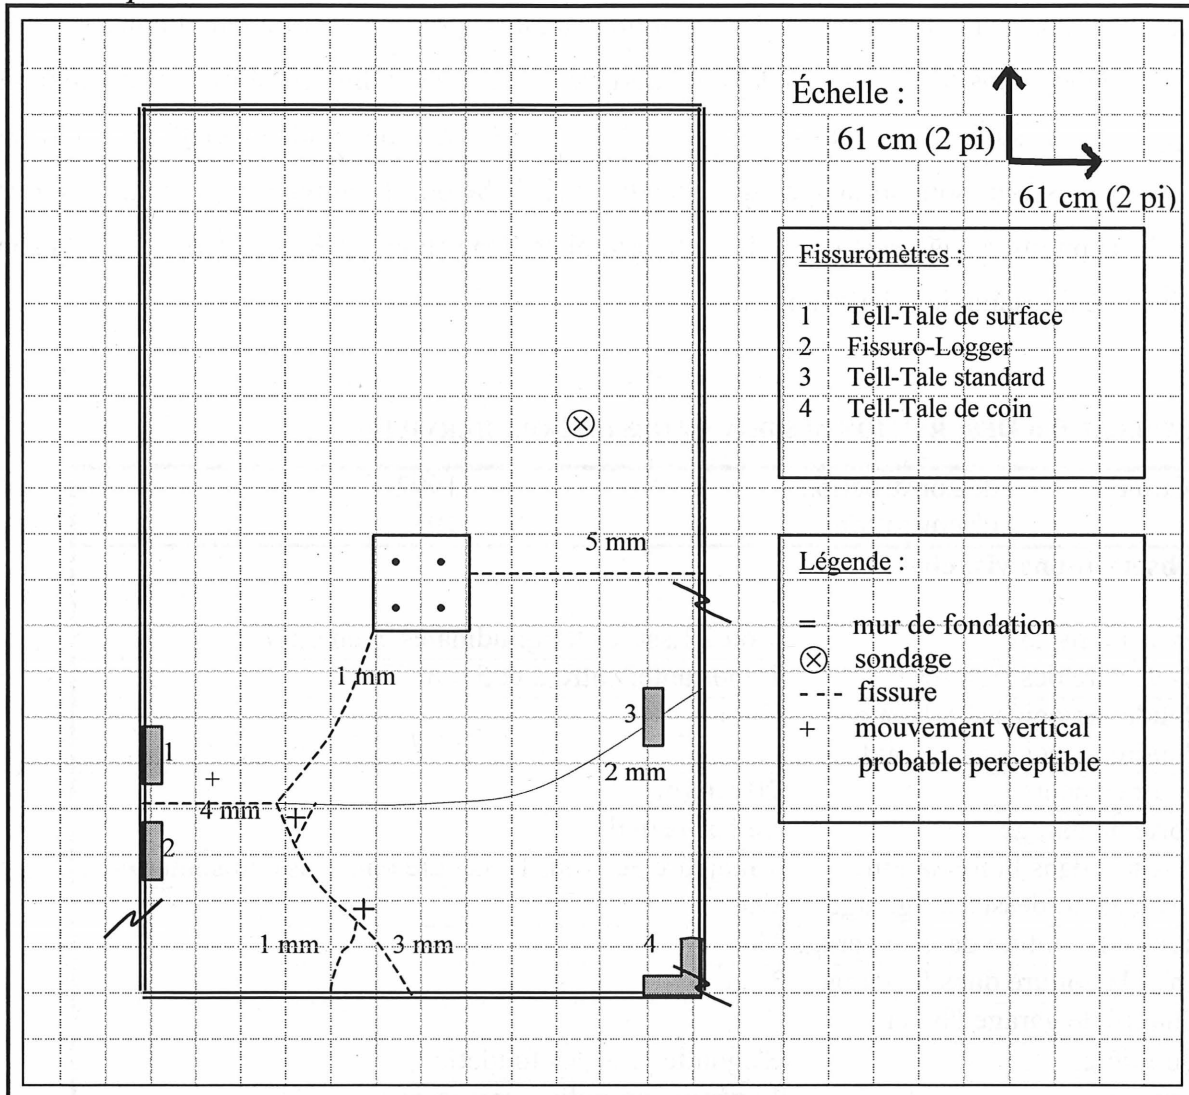 Échelle :
61 cm (2 pi)
61 cm (2 pi)
Fissuromètres :
1 Tell-Tale de surface
2 Fissuro-Logger
3 Tell-Tale standard
4 Tell-Tale de coin
5 mm
Légende :
= mur de fondation
⊗ sondage
--- fissure
+ mouvement vertical
probable perceptible
1 mm
3
1
2 mm
4 mm
2
1 mm
3 mm
4